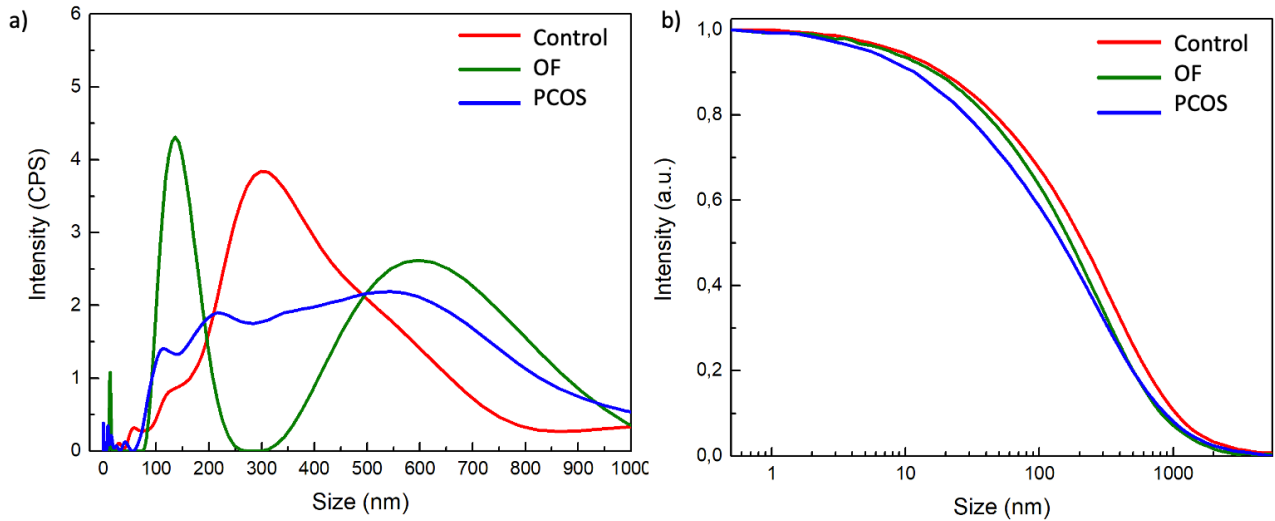 a)
Intensity (CPS)
6
5
4
3
2
1
0
0 100 200 300 400 500 600 700 800 900 1000
Size (nm)
Control
OF
PCOS
b)
Intensity (a.u.)
1,0
0,8
0,6
0,4
0,2
0,0
1 10 100 1000
Size (nm)
Control
OF
PCOS